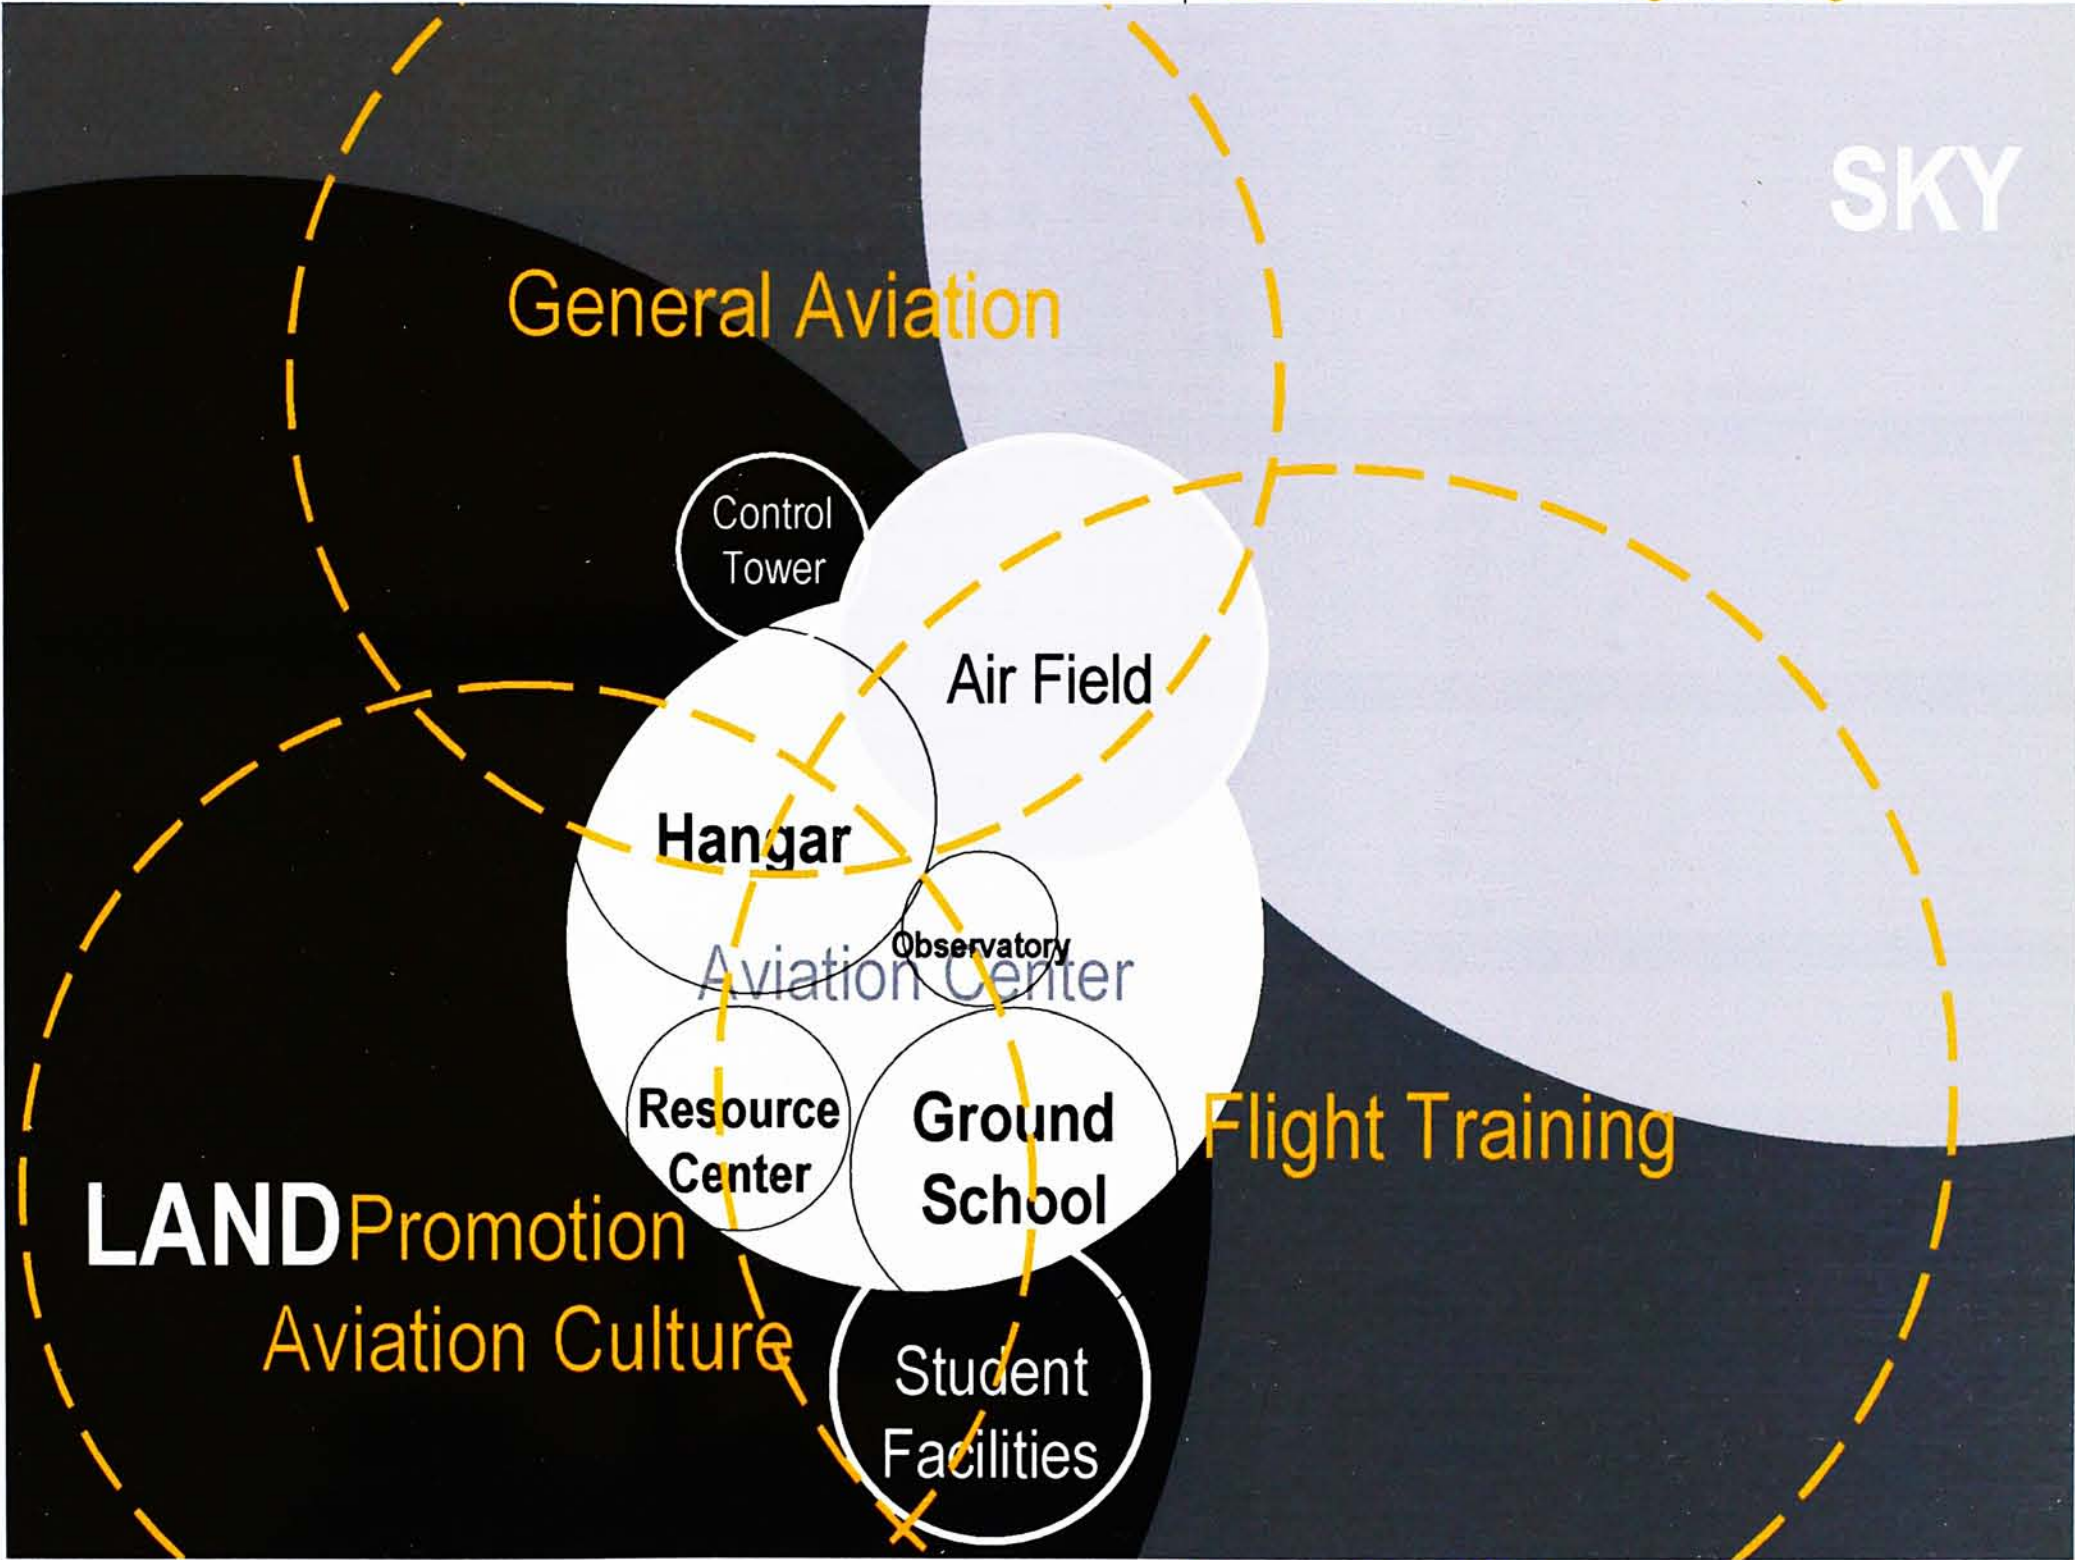 SKY
General Aviation
Control
Tower
Air Field
Hangar
Observatory
Aviation Center
Resource
Center
Ground
School
Flight Training
LAND
Promotion
Aviation Culture
Student
Facilities